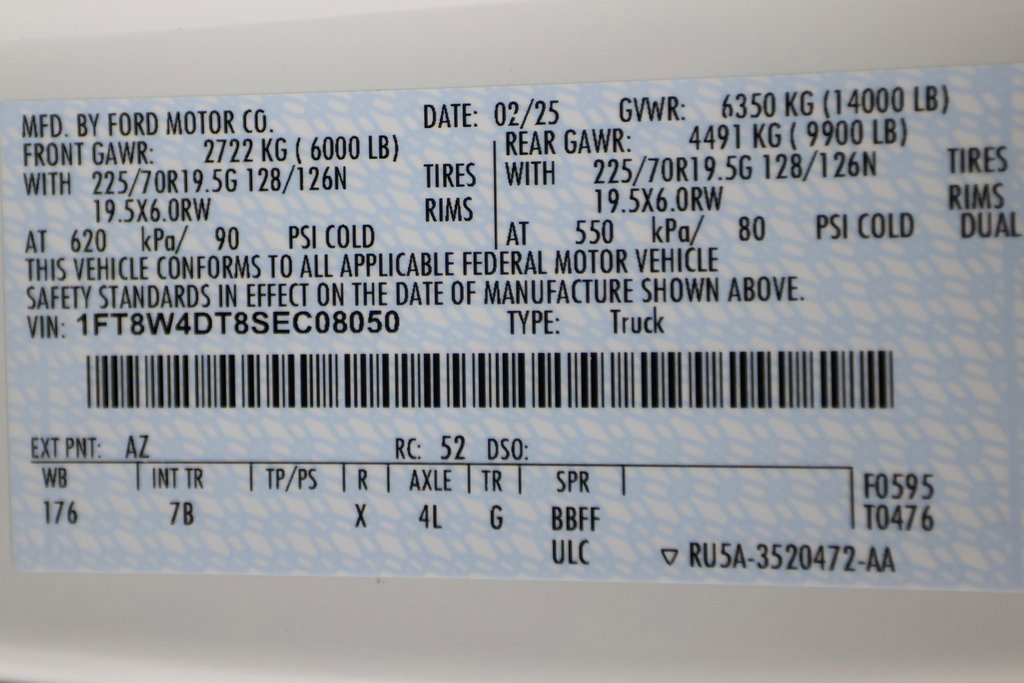 MFD. BY FORD MOTOR CO. DATE: 02/25 GVWR: 6350 KG (14000 LB)
FRONT GAWR: 2722 KG ( 6000 LB) REAR GAWR: 4491 KG ( 9900 LB)
WITH 225/70R19.5G 128/126N TIRES WITH 225/70R19.5G 128/126N TIRES
19.5X6.0RW RIMS 19.5X6.0RW RIMS
AT 620 kPa/ 90 PSI COLD AT 550 kPa/ 80 PSI COLD DUAL
THIS VEHICLE CONFORMS TO ALL APPLICABLE FEDERAL MOTOR VEHICLE
SAFETY STANDARDS IN EFFECT ON THE DATE OF MANUFACTURE SHOWN ABOVE.
VIN: 1FT8W4DT8SEC08050 TYPE: Truck
EXT PNT: AZ RC: 52 DSO:
WB INT TR TP/PS R AXLE TR SPR F0595
176 7B X 4L G BBFF T0476
ULC RU5A-3520472-AA